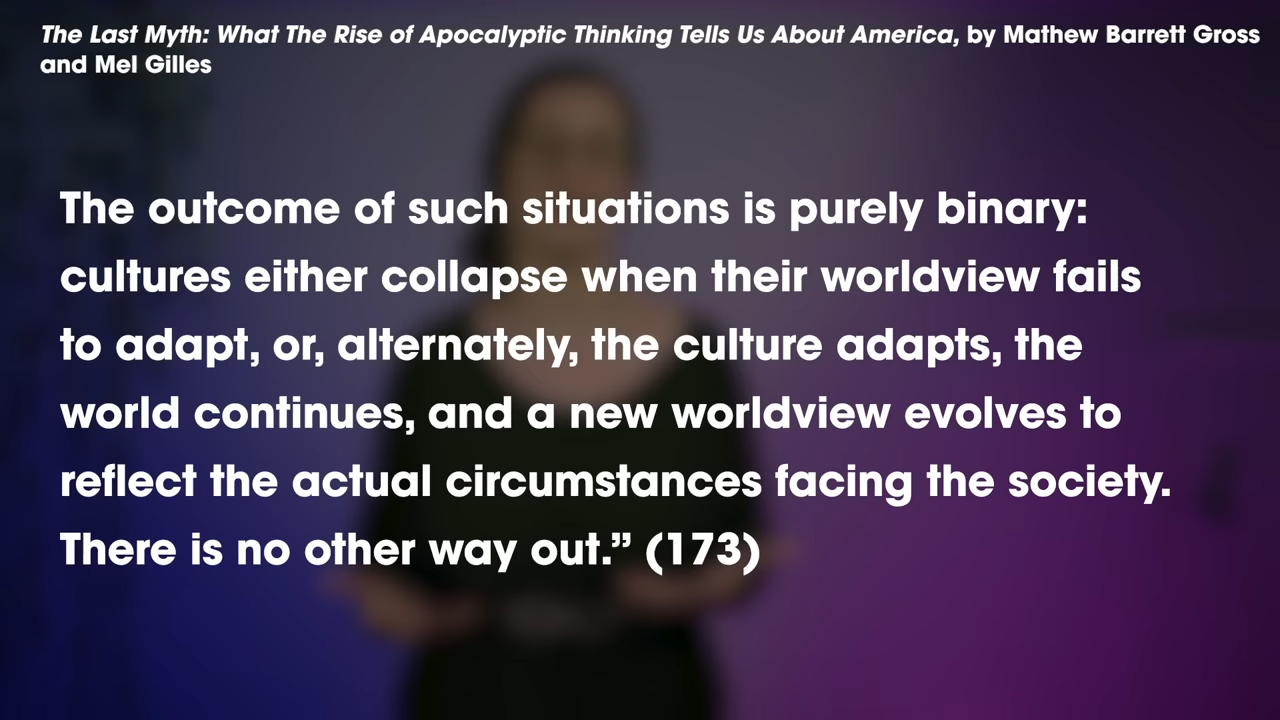 The Last Myth: What The Rise of Apocalyptic Thinking Tells Us About America, by Mathew Barrett Gross
and Mel Gilles
The outcome of such situations is purely binary:
cultures either collapse when their worldview fails
to adapt, or, alternately, the culture adapts, the
world continues, and a new worldview evolves to
reflect the actual circumstances facing the society.
There is no other way out.” (173)